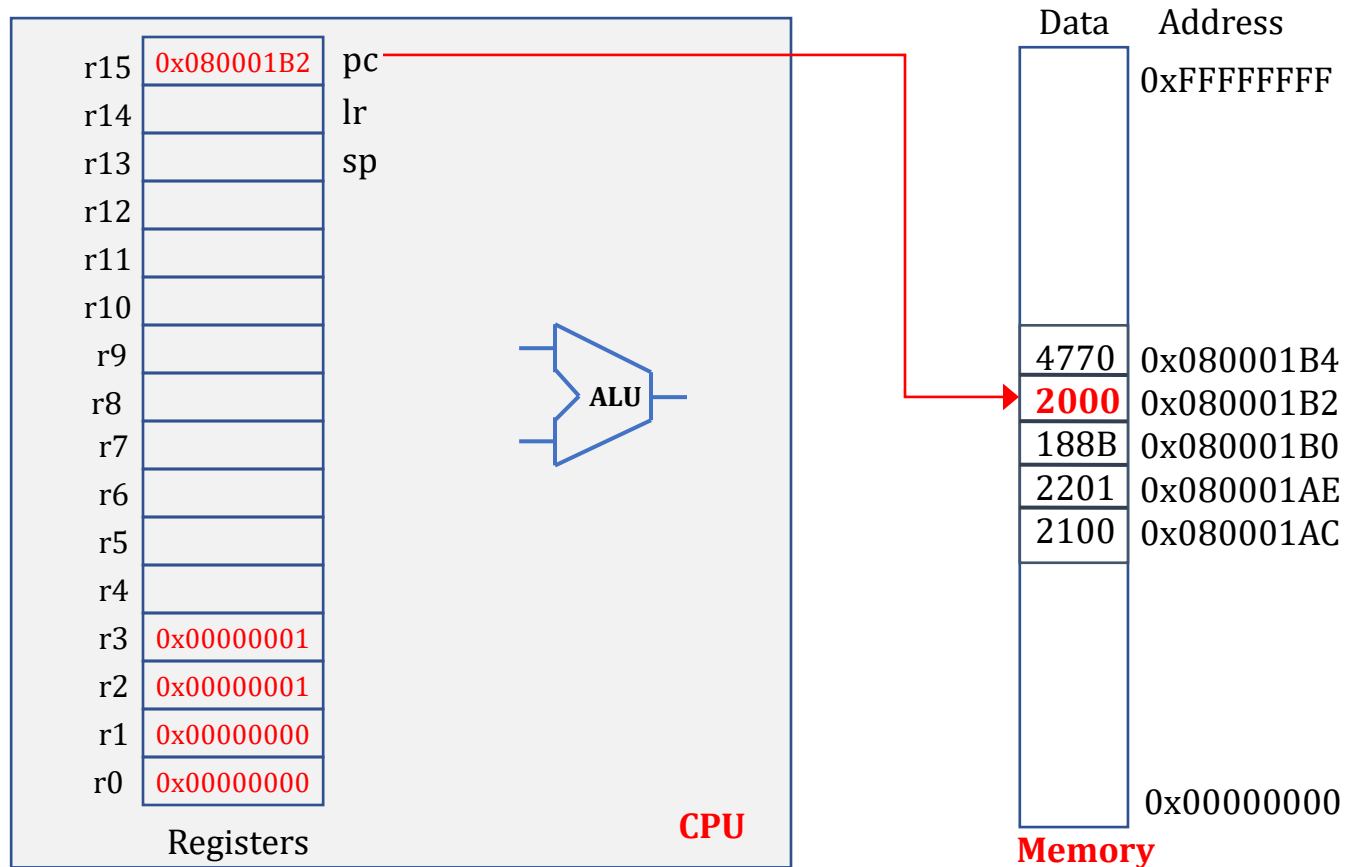 Data Address
r15 0x080001B2 pc
0xFFFFFFFF
r14 lr
r13 sp
r12
r11
r10
r9
4770 0x080001B4
r8
ALU
2000 0x080001B2
r7
188B 0x080001B0
r6
2201 0x080001AE
r5
2100 0x080001AC
r4
r3 0x00000001
r2 0x00000001
r1 0x00000000
r0 0x00000000
0x00000000
Registers
CPU
Memory